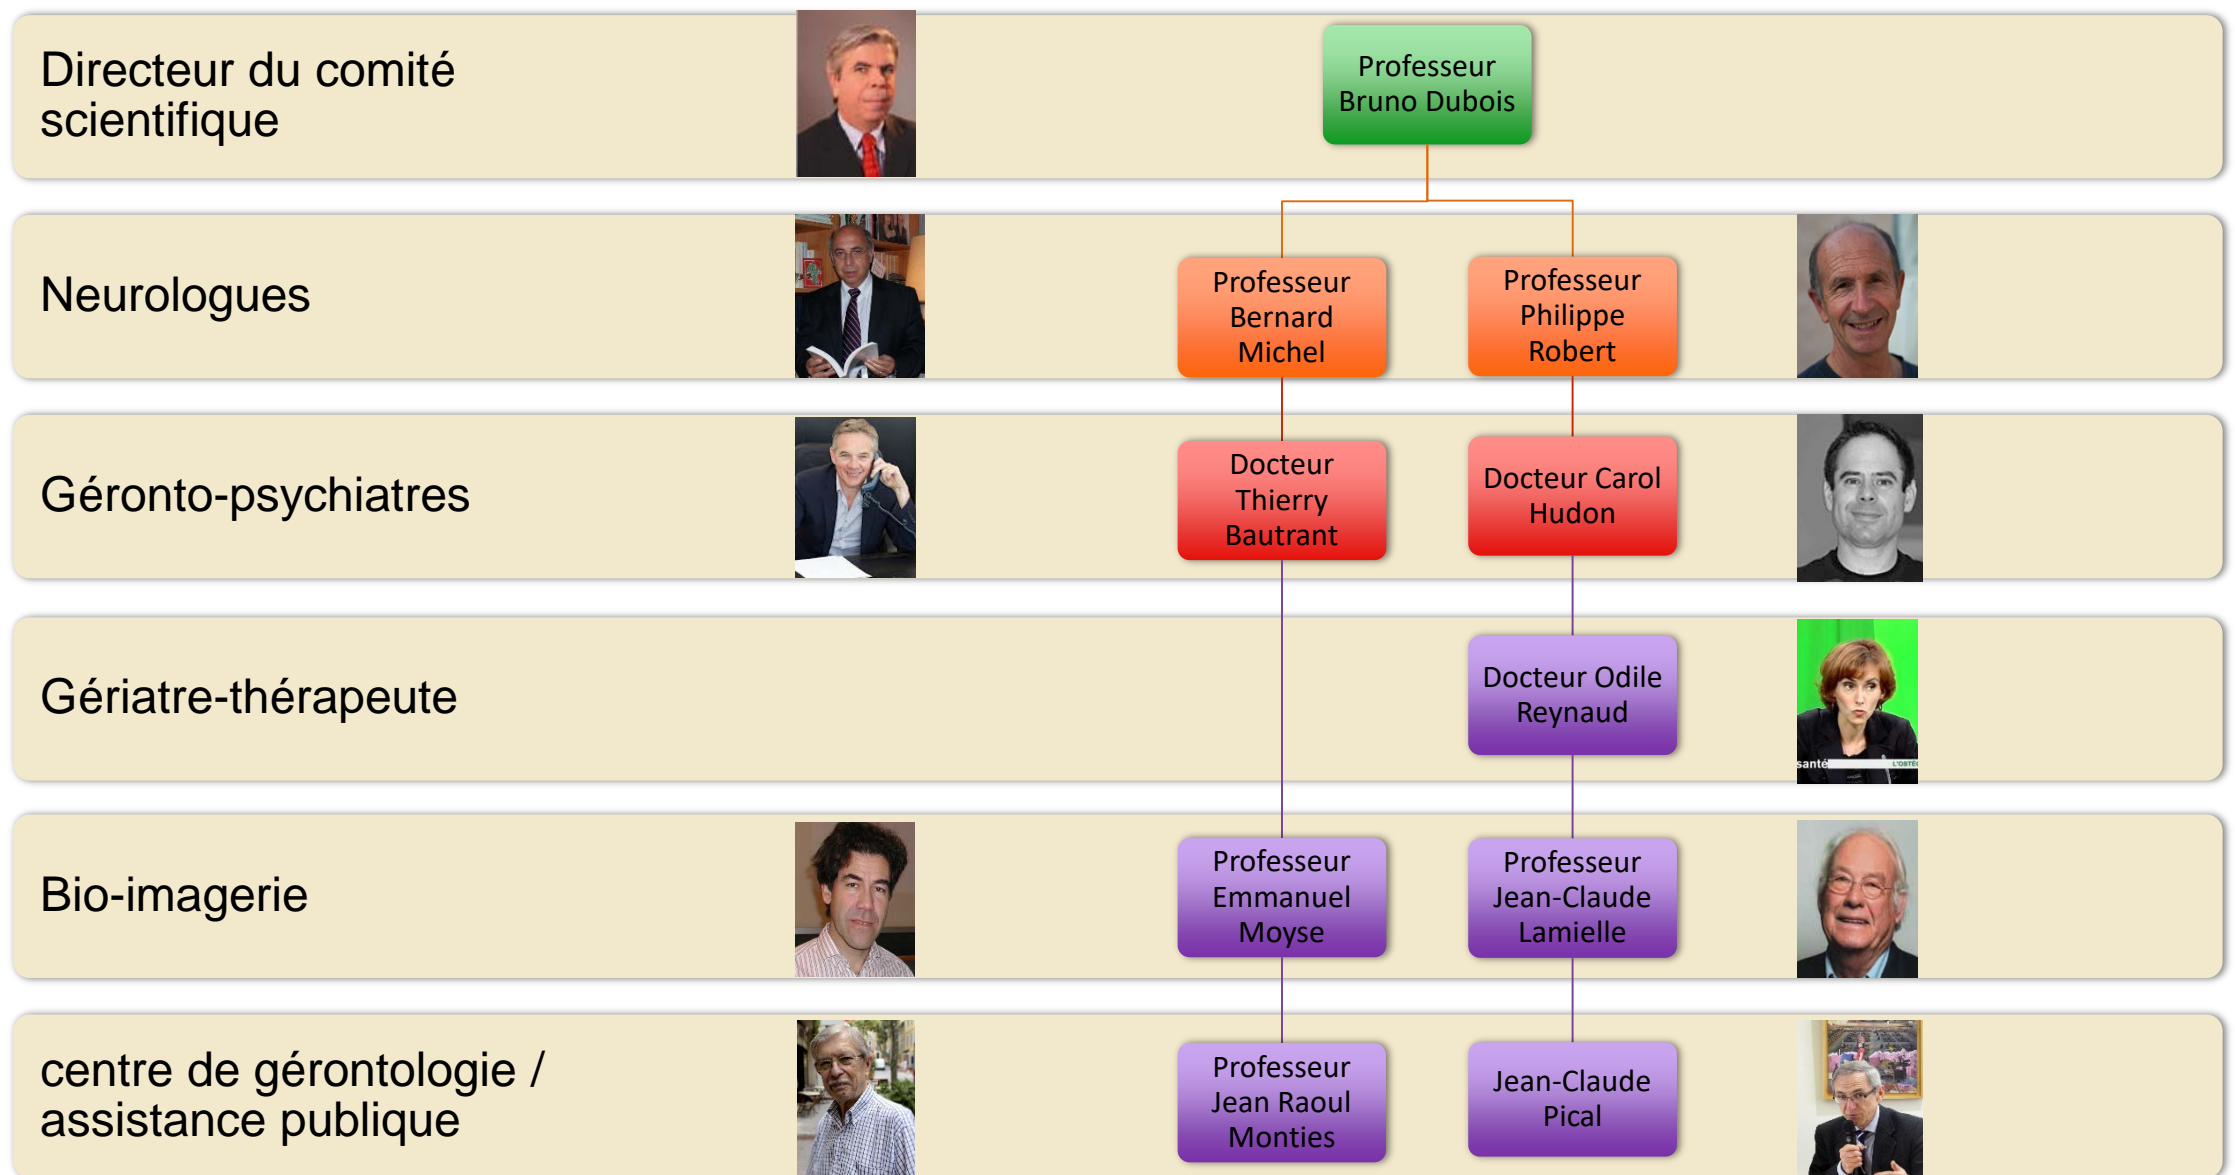 Directeur du comité
scientifique
Professeur
Bruno Dubois
Neurologues
Professeur
Bernard
Michel
Professeur
Philippe
Robert
Géronto-psychiatres
Docteur
Thierry
Bautrant
Docteur Carol
Hudon
Gériatre-thérapeute
Docteur Odile
Reynaud
santé
L'OSTÉ
Bio-imagerie
Professeur
Emmanuel
Moyse
Professeur
Jean-Claude
Lamielle
centre de gérontologie /
assistance publique
Professeur
Jean Raoul
Monties
Jean-Claude
Pical